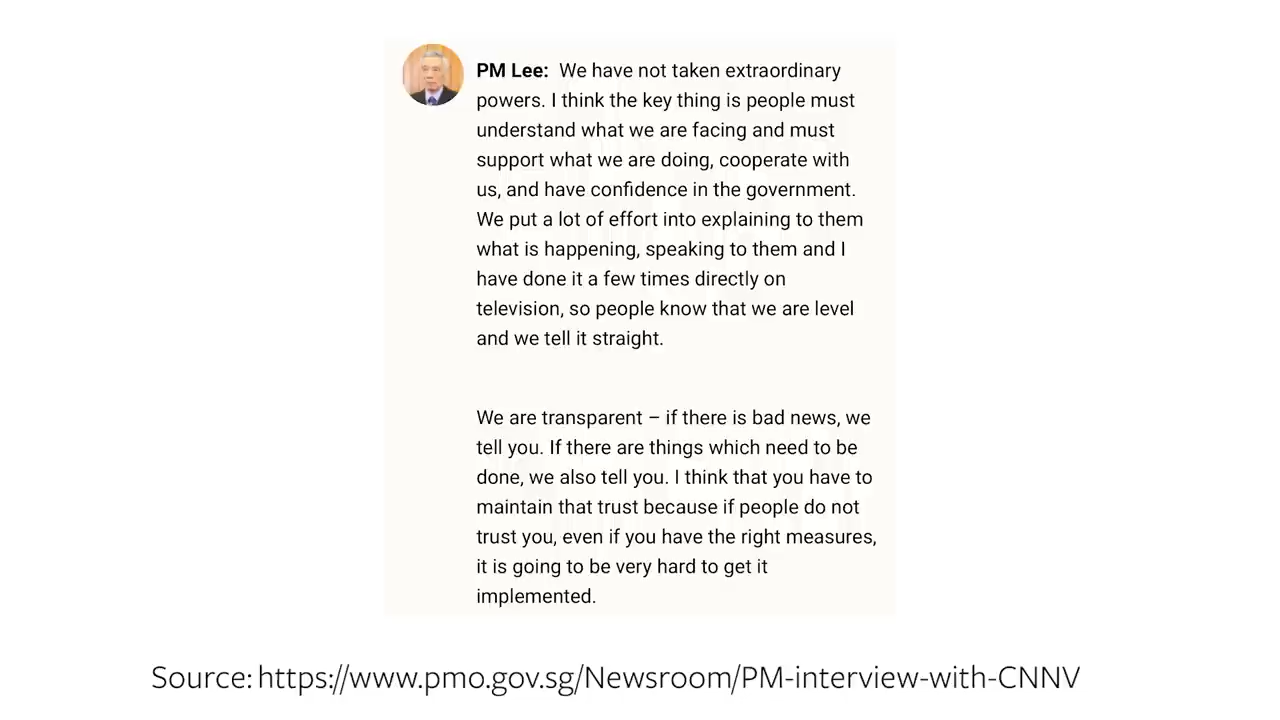 PM Lee: We have not taken extraordinary
powers. I think the key thing is people must
understand what we are facing and must
support what we are doing, cooperate with
us, and have confidence in the government.
We put a lot of effort into explaining to them
what is happening, speaking to them and I
have done it a few times directly on
television, so people know that we are level
and we tell it straight.
We are transparent – if there is bad news, we
tell you. If there are things which need to be
done, we also tell you. I think that you have to
maintain that trust because if people do not
trust you, even if you have the right measures,
it is going to be very hard to get it
implemented.
Source: https://www.pmo.gov.sg/Newsroom/PM-interview-with-CNNV